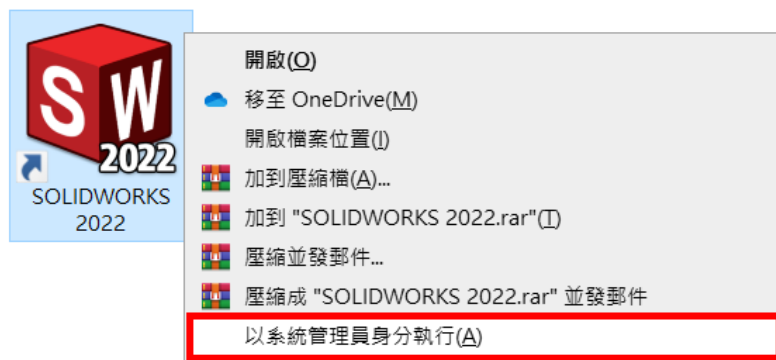 SW
2022
SOLIDWORKS
2022
開啟(O)
移至 OneDrive(M)
開啟檔案位置(I)
加到壓縮檔(A)...
加到 "SOLIDWORKS 2022.rar"(T)
壓縮並發郵件...
壓縮成 "SOLIDWORKS 2022.rar" 並發郵件
以系統管理員身分執行(A)